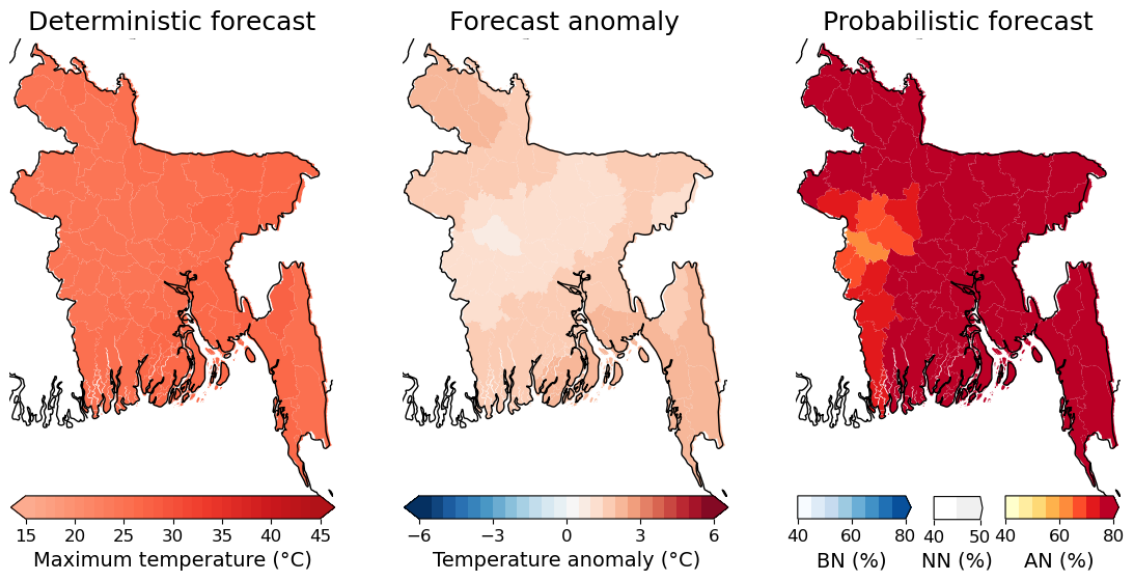 Deterministic forecast
Forecast anomaly
Probabilistic forecast
15 20 25 30 35 40 45
Maximum temperature (°C)
−6 −3 0 3 6
Temperature anomaly (°C)
40 60 80
BN (%)
40 50
NN (%)
40 60 80
AN (%)